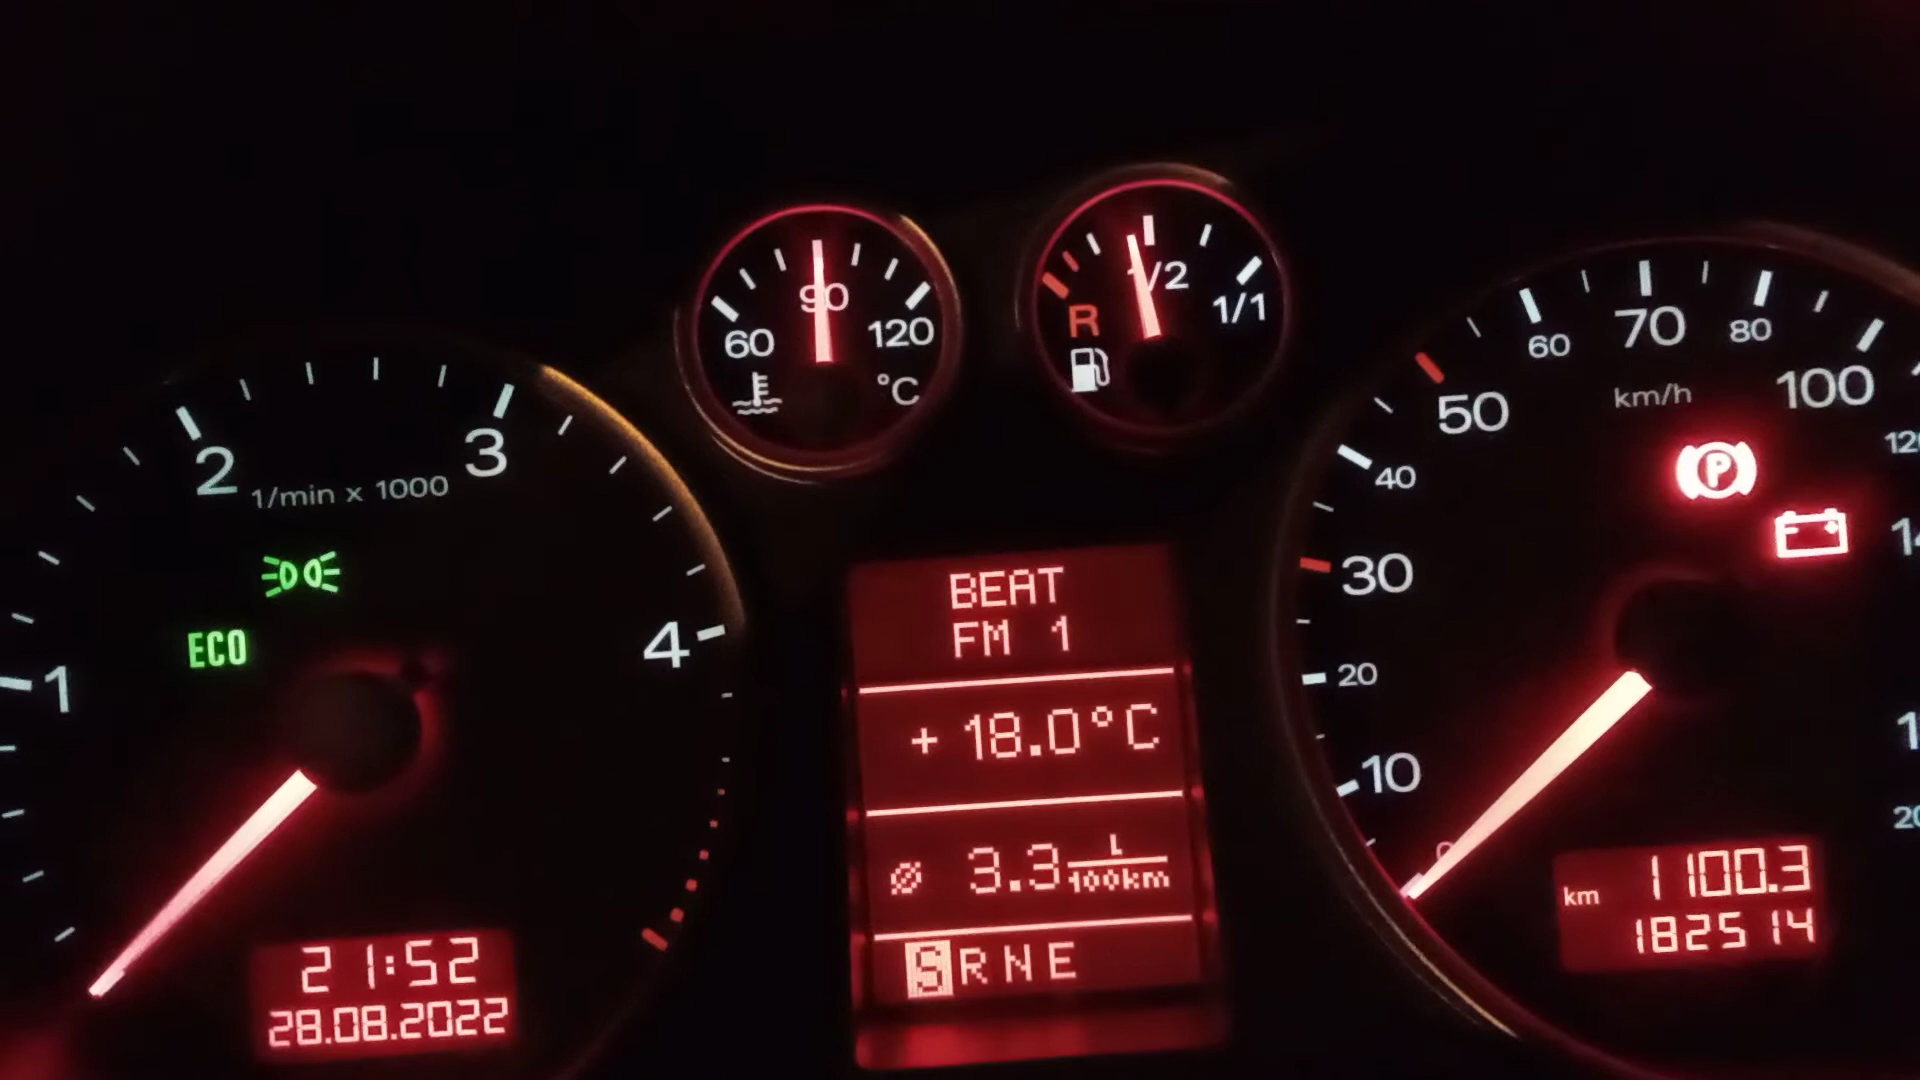 2
3
1/min x 1000
ECO
1
4
21:52
28.08.2022
60
90
120
°C
R
1/2
1/1
BEAT
FM 1
+ 18.0°C
ø 3.3 L/100km
S R N E
10
20
30
40
50
60
70
80
100
km/h
P
km 1100.3
182514